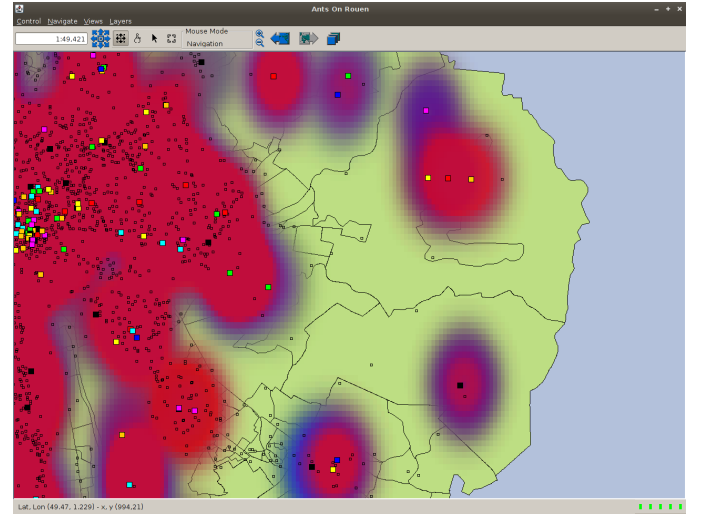 Ants On Rouen
Control Navigate Views Layers
1:49,421
Mouse Mode
Navigation
Lat, Lon (49.47, 1.229) - x, y (994,21)